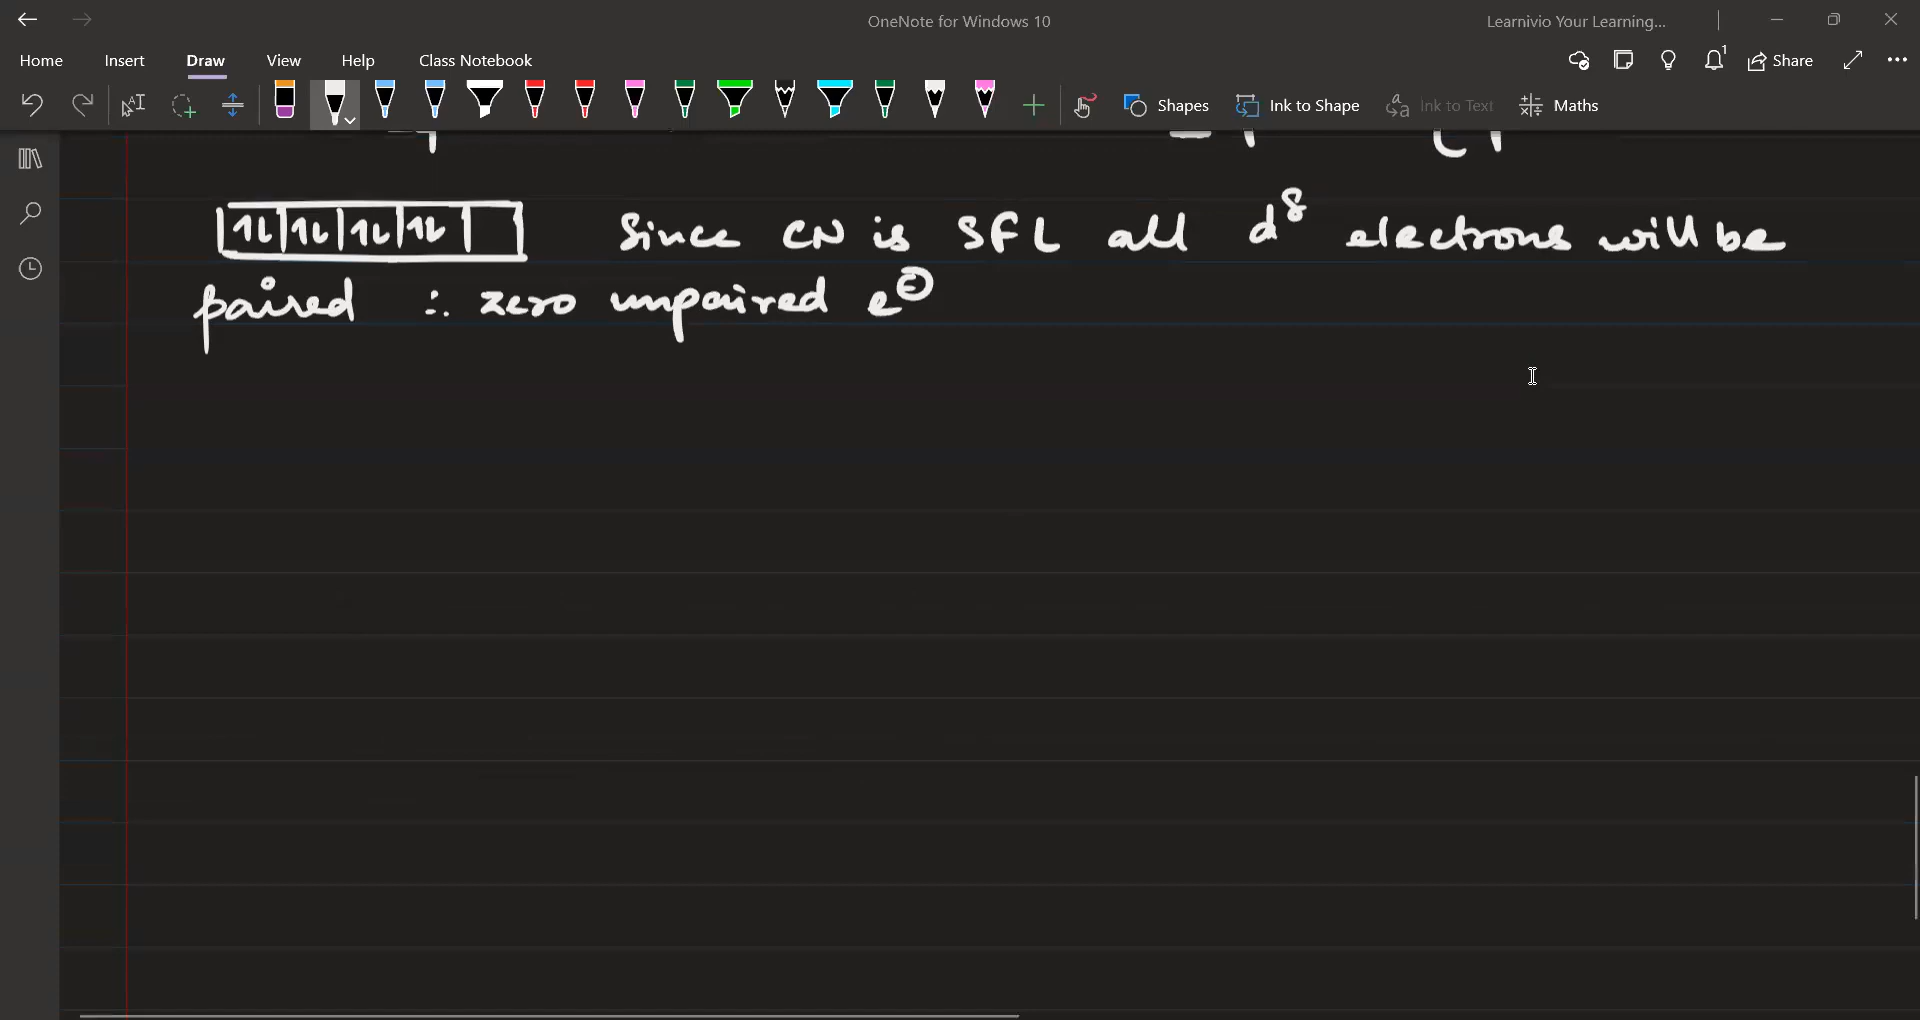 OneNote for Windows 10
Learnivio Your Learning...
Home Insert Draw View Help Class Notebook
1
Share
Shapes Ink to Shape Ink to Text Maths
1L 1L 1L 1L Since CN is SFL all d⁸ electrons will be
paired ∴ zero unpaired e⊖